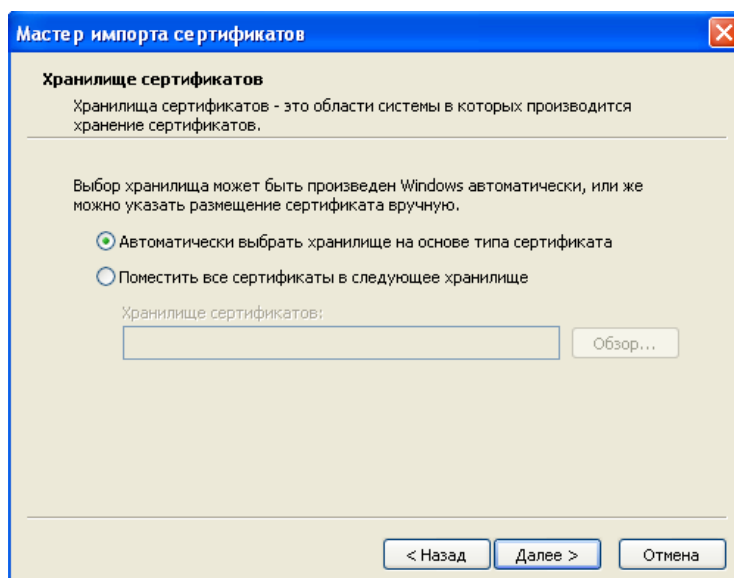 Мастер импорта сертификатов
Хранилище сертификатов
Хранилища сертификатов - это области системы в которых производится
хранение сертификатов.
Выбор хранилища может быть произведен Windows автоматически, или же
можно указать размещение сертификата вручную.
Автоматически выбрать хранилище на основе типа сертификата
Поместить все сертификаты в следующее хранилище
Хранилище сертификатов:
Обзор...
< Назад Далее > Отмена